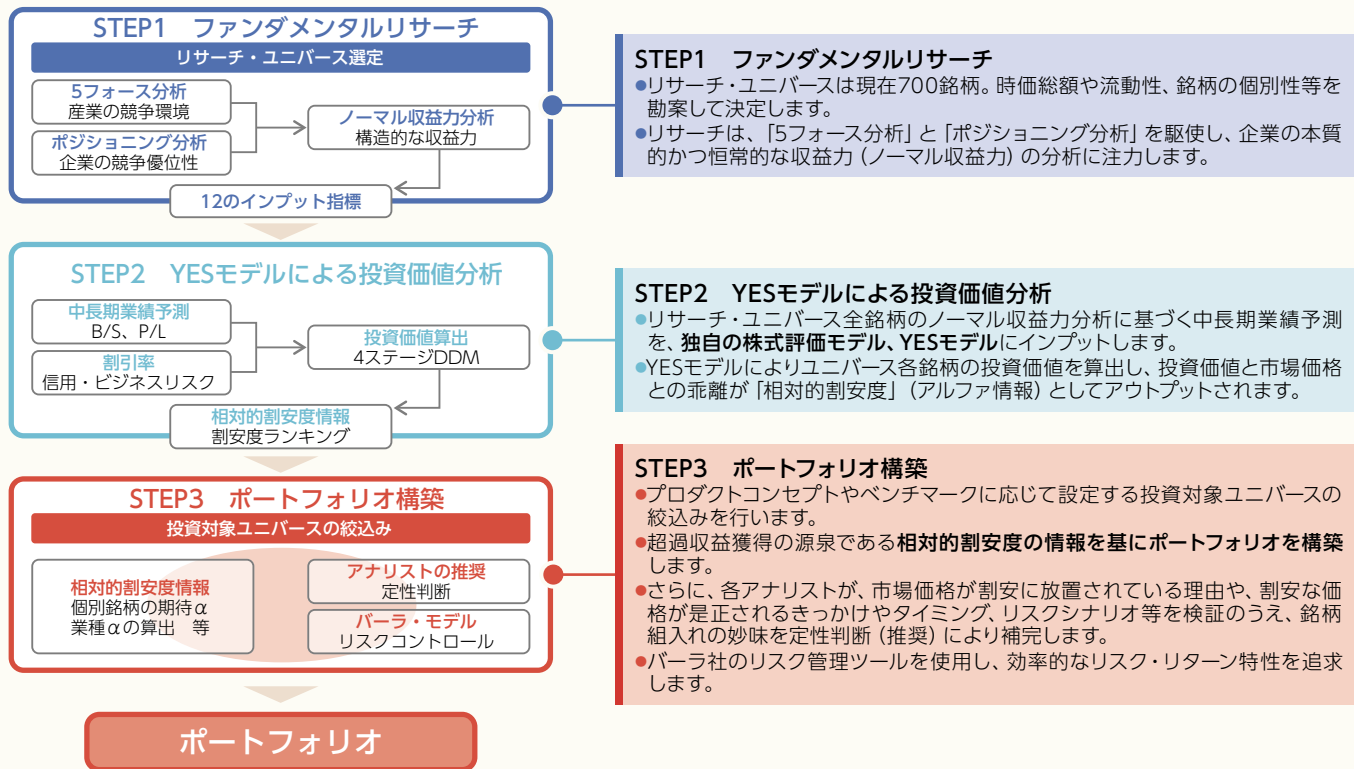 STEP1　ファンダメンタルリサーチ
リサーチ・ユニバース選定
5フォース分析
産業の競争環境
ポジショニング分析
企業の競争優位性
ノーマル収益力分析
構造的な収益力
12のインプット指標
STEP1　ファンダメンタルリサーチ
●リサーチ・ユニバースは現在700銘柄。時価総額や流動性、銘柄の個別性等を
勘案して決定します。
●リサーチは、「5フォース分析」と「ポジショニング分析」を駆使し、企業の本質
的かつ恒常的な収益力（ノーマル収益力）の分析に注力します。
STEP2　YESモデルによる投資価値分析
中長期業績予測
B/S、P/L
割引率
信用・ビジネスリスク
投資価値算出
4ステージDDM
相対的割安度情報
割安度ランキング
STEP2　YESモデルによる投資価値分析
●リサーチ・ユニバース全銘柄のノーマル収益力分析に基づく中長期業績予測
を、独自の株式評価モデル、YESモデルにインプットします。
●YESモデルによりユニバース各銘柄の投資価値を算出し、投資価値と市場価格
との乖離が「相対的割安度」（アルファ情報）としてアウトプットされます。
STEP3　ポートフォリオ構築
投資対象ユニバースの絞込み
相対的割安度情報
個別銘柄の期待α
業種αの算出　等
アナリストの推奨
定性判断
バーラ・モデル
リスクコントロール
STEP3　ポートフォリオ構築
●プロダクトコンセプトやベンチマークに応じて設定する投資対象ユニバースの
絞込みを行います。
●超過収益獲得の源泉である相対的割安度の情報を基にポートフォリオを構築
します。
●さらに、各アナリストが、市場価格が割安に放置されている理由や、割安な価
格が是正されるきっかけやタイミング、リスクシナリオ等を検証のうえ、銘柄
組入れの妙味を定性判断（推奨）により補完します。
●バーラ社のリスク管理ツールを使用し、効率的なリスク・リターン特性を追求
します。
ポートフォリオ